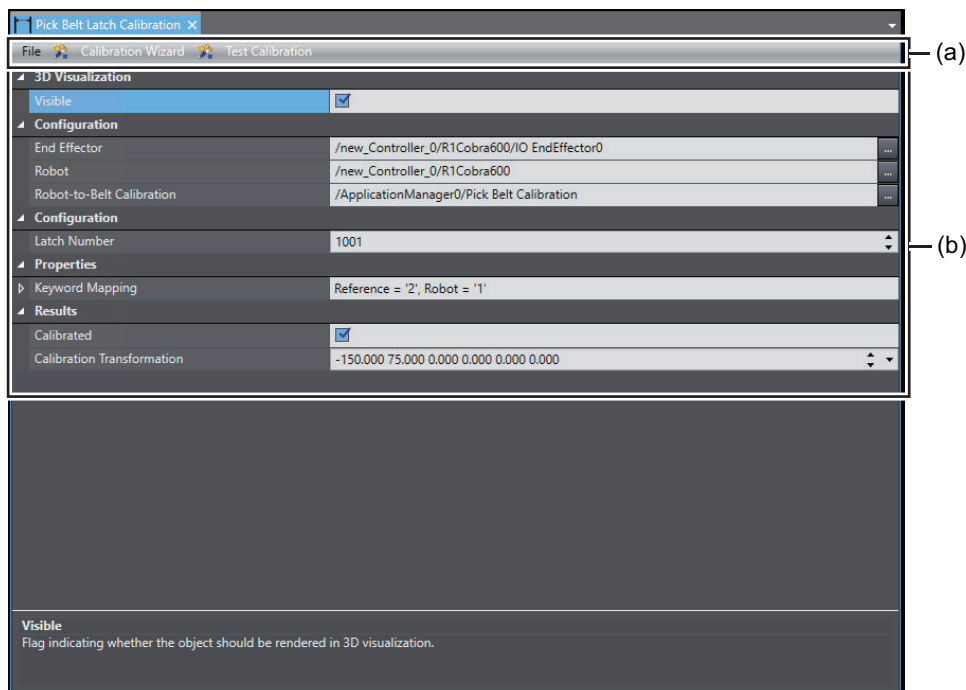 Pick Belt Latch Calibration
File Calibration Wizard Test Calibration (a)
3D Visualization
Visible
Configuration
End Effector /new_Controller_0/R1Cobra600/IO EndEffector0 ...
Robot /new_Controller_0/R1Cobra600 ...
Robot-to-Belt Calibration /ApplicationManager0/Pick Belt Calibration ...
Configuration
Latch Number 1001 (b)
Properties
Keyword Mapping Reference = '2', Robot = '1'
Results
Calibrated
Calibration Transformation -150.000 75.000 0.000 0.000 0.000 0.000
Visible
Flag indicating whether the object should be rendered in 3D visualization.